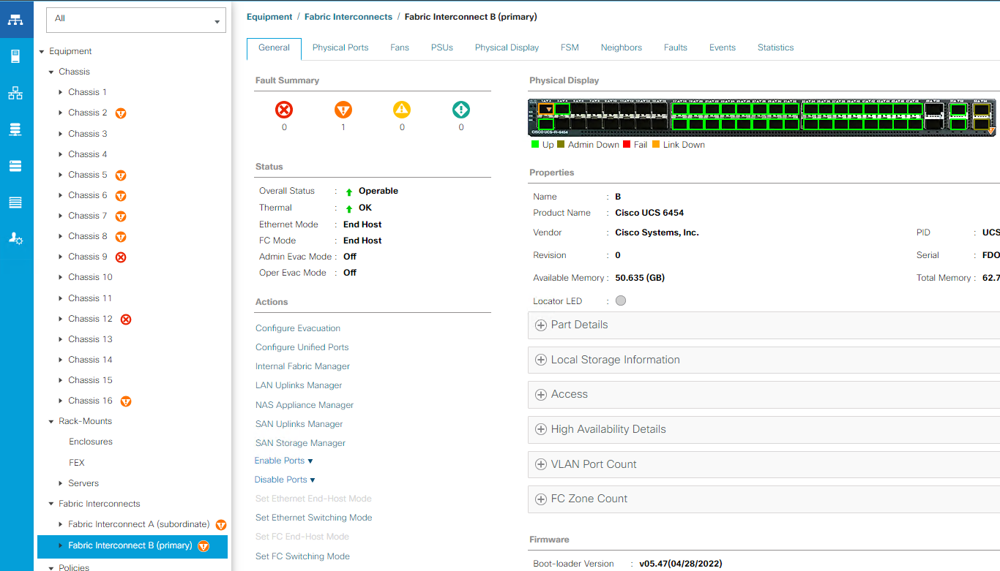 All
Equipment
Chassis
Chassis 1
Chassis 2
Chassis 3
Chassis 4
Chassis 5
Chassis 6
Chassis 7
Chassis 8
Chassis 9
Chassis 10
Chassis 11
Chassis 12
Chassis 13
Chassis 14
Chassis 15
Chassis 16
Rack-Mounts
Enclosures
FEX
Servers
Fabric Interconnects
Fabric Interconnect A (subordinate)
Fabric Interconnect B (primary)
Policies
Equipment / Fabric Interconnects / Fabric Interconnect B (primary)
General Physical Ports Fans PSUs Physical Display FSM Neighbors Faults Events Statistics
Fault Summary
0 1 0 0
Status
Overall Status : Operable
Thermal : OK
Ethernet Mode : End Host
FC Mode : End Host
Admin Evac Mode : Off
Oper Evac Mode : Off
Actions
Configure Evacuation
Configure Unified Ports
Internal Fabric Manager
LAN Uplinks Manager
NAS Appliance Manager
SAN Uplinks Manager
SAN Storage Manager
Enable Ports
Disable Ports
Set Ethernet End-Host Mode
Set Ethernet Switching Mode
Set FC End-Host Mode
Set FC Switching Mode
Physical Display
CISCO UCS-FI-6454
Up Admin Down Fail Link Down
Properties
Name : B
Product Name : Cisco UCS 6454
Vendor : Cisco Systems, Inc. PID : UCS
Revision : 0 Serial : FDO
Available Memory : 50.635 (GB) Total Memory : 62.7
Locator LED :
Part Details
Local Storage Information
Access
High Availability Details
VLAN Port Count
FC Zone Count
Firmware
Boot-loader Version : v05.47(04/28/2022)